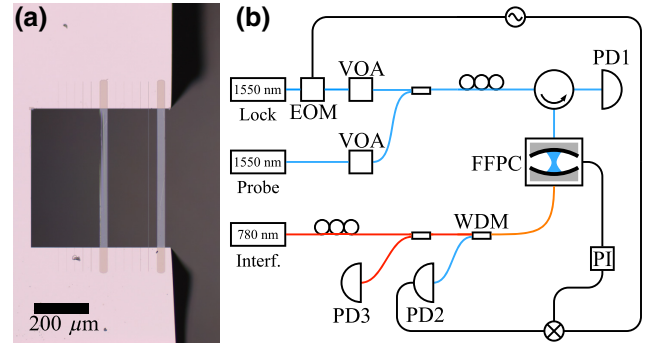 (a)
200 μm
(b)
1550 nm
Lock
EOM
VOA
PD1
1550 nm
Probe
VOA
FFPC
780 nm
Interf.
WDM
PI
PD3
PD2